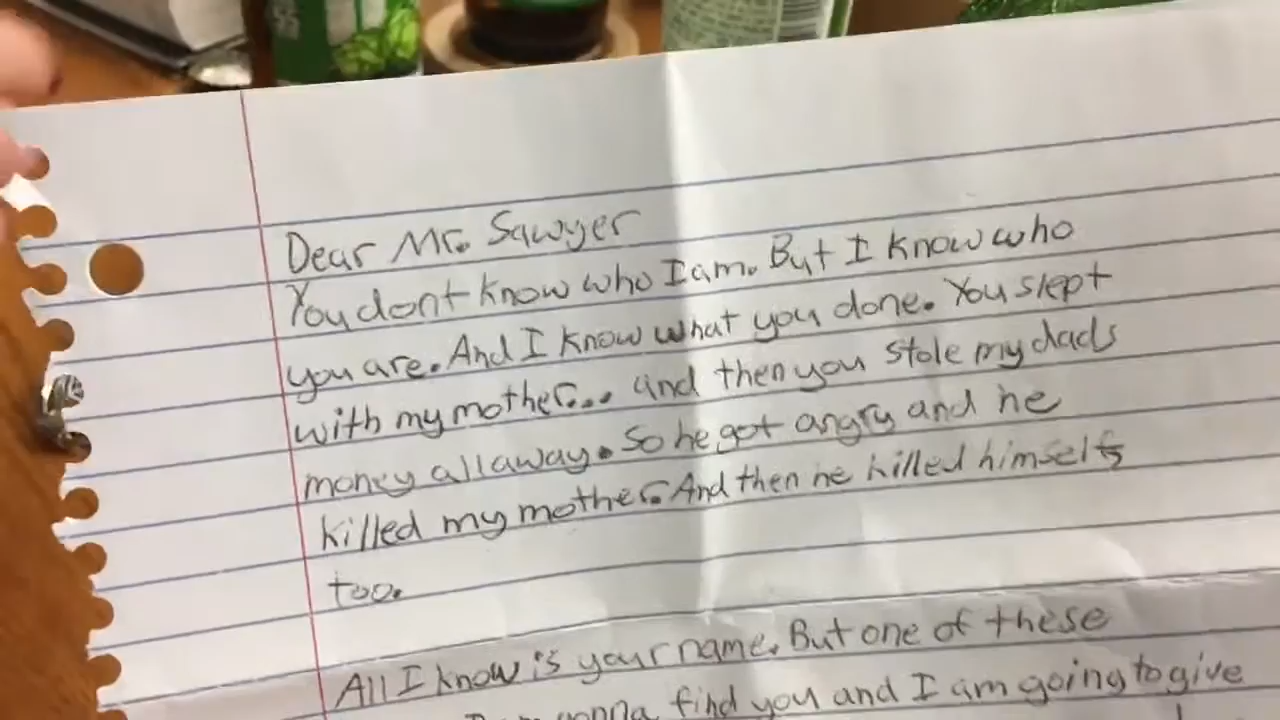 Dear Mr. Sawyer
You dont know who I am. But I know who
you are. And I know what you done. You slept
with my mother... and then you stole my dads
money all away. So he got angry and he
killed my mother. And then he killed himself
too.
All I know is your name. But one of these
gonna find you and I am going to give